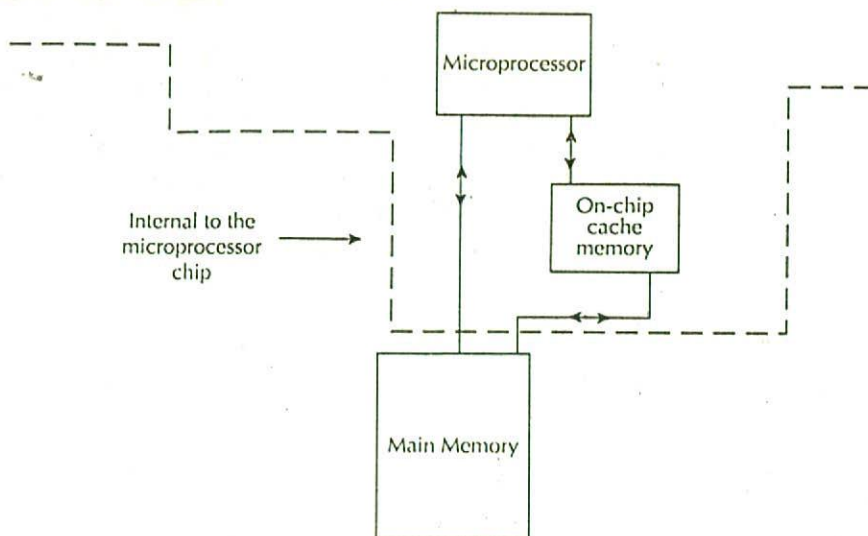 Microprocessor
On-chip
cache
memory
Internal to the
microprocessor
chip
Main Memory